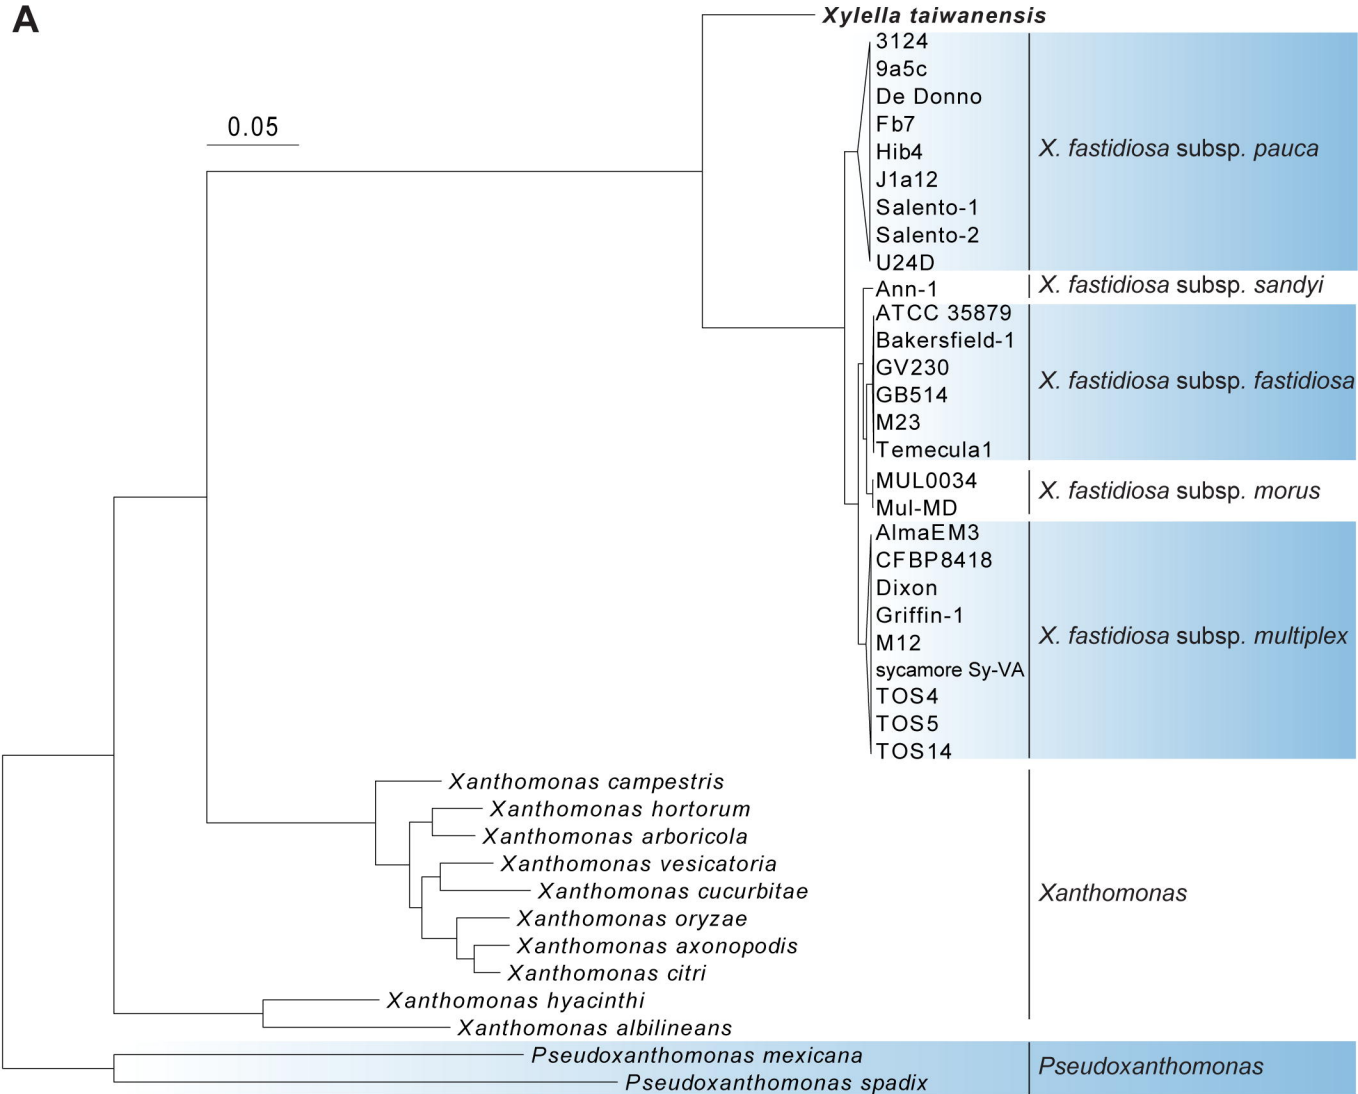 A
Xylella taiwanensis
0.05
3124
9a5c
De Donno
Fb7
Hib4
J1a12
Salento-1
Salento-2
U24D
X. fastidiosa subsp. pauca
Ann-1
X. fastidiosa subsp. sandyi
ATCC 35879
Bakersfield-1
GV230
GB514
M23
Temecula1
X. fastidiosa subsp. fastidiosa
MUL0034
Mul-MD
X. fastidiosa subsp. morus
AlmaEM3
CFBP8418
Dixon
Griffin-1
M12
sycamore Sy-VA
TOS4
TOS5
TOS14
X. fastidiosa subsp. multiplex
Xanthomonas campestris
Xanthomonas hortorum
Xanthomonas arboricola
Xanthomonas vesicatoria
Xanthomonas cucurbitae
Xanthomonas oryzae
Xanthomonas axonopodis
Xanthomonas citri
Xanthomonas hyacinthi
Xanthomonas albilineans
Xanthomonas
Pseudoxanthomonas mexicana
Pseudoxanthomonas spadix
Pseudoxanthomonas